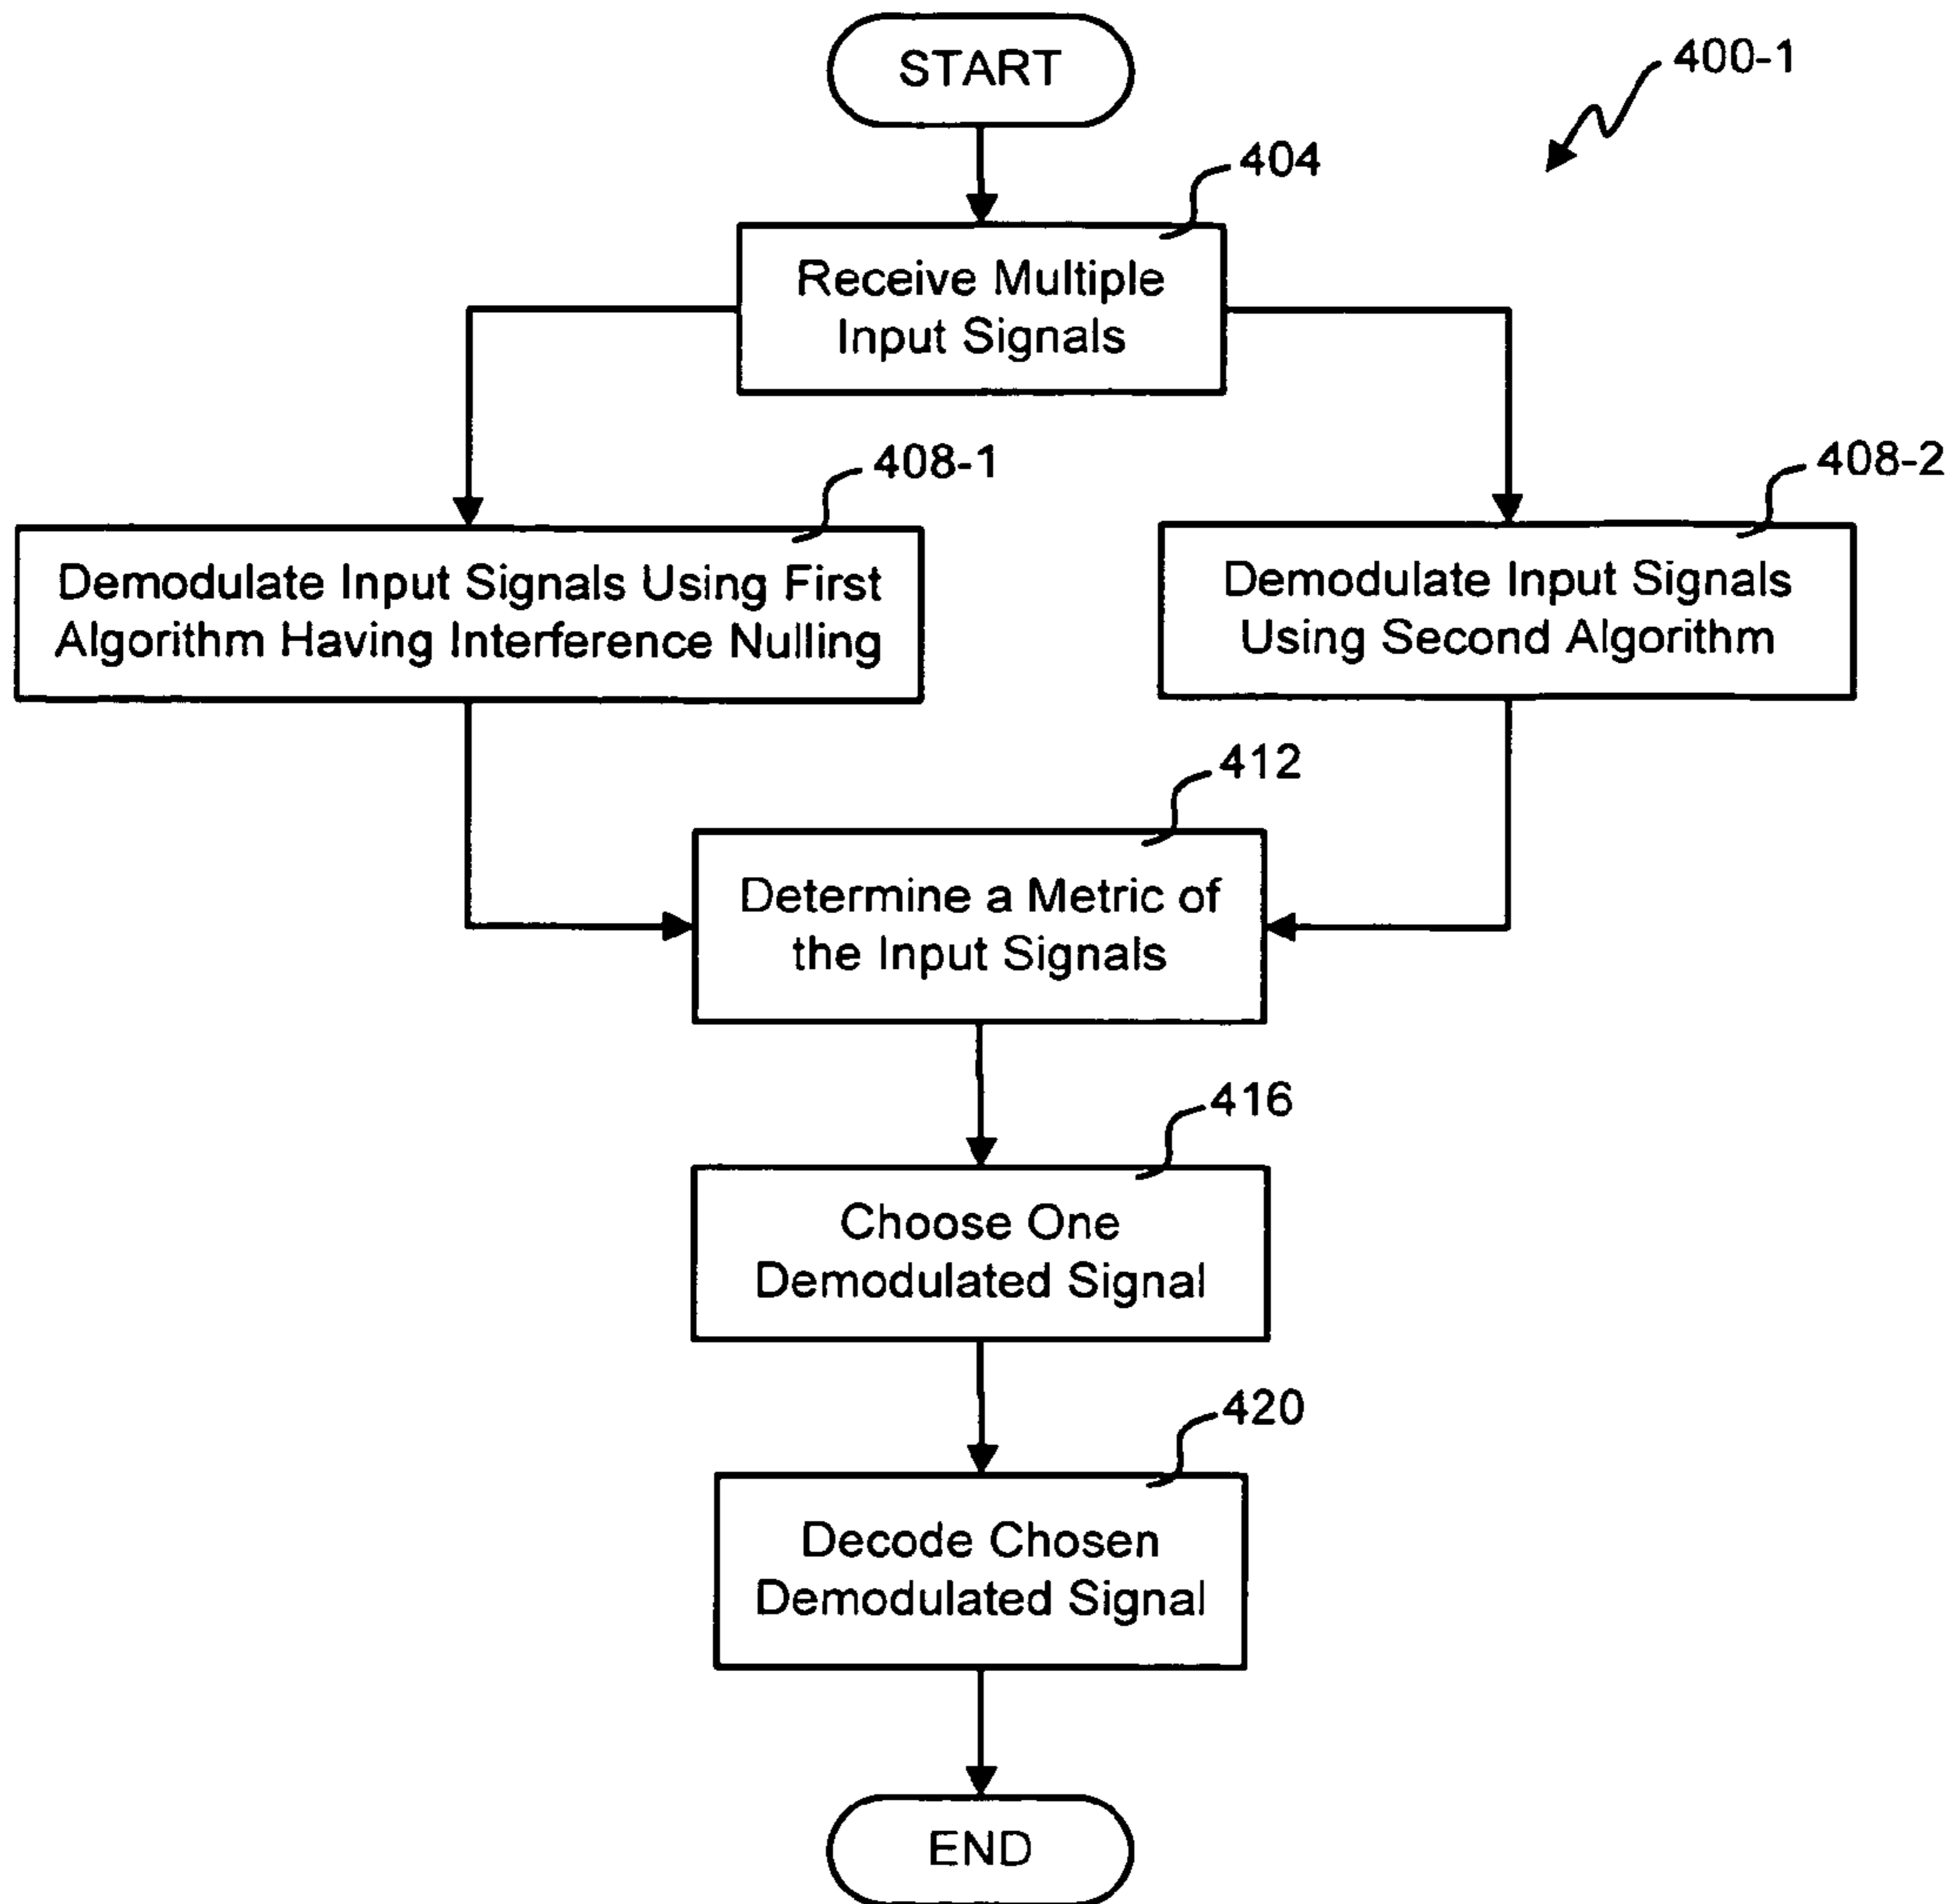 START
400-1
404
Receive Multiple
Input Signals
408-1
408-2
Demodulate Input Signals Using First
Algorithm Having Interference Nulling
Demodulate Input Signals
Using Second Algorithm
412
Determine a Metric of
the Input Signals
416
Choose One
Demodulated Signal
420
Decode Chosen
Demodulated Signal
END